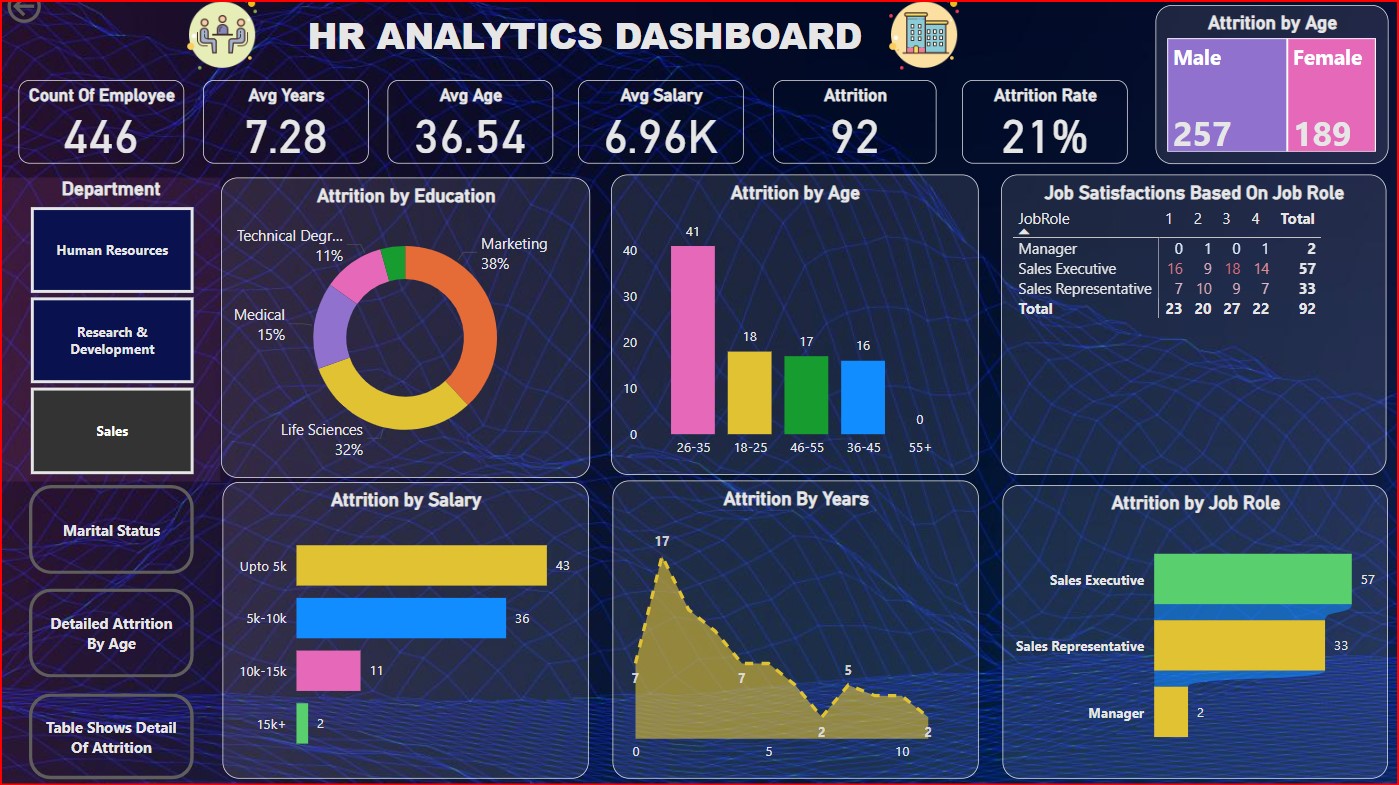 HR ANALYTICS DASHBOARD
Attrition by Age
Male
Female
257
189
Count Of Employee
446
Avg Years
7.28
Avg Age
36.54
Avg Salary
6.96K
Attrition
92
Attrition Rate
21%
Department
Human Resources
Research &
Development
Sales
Marital Status
Detailed Attrition
By Age
Table Shows Detail
Of Attrition
Attrition by Education
Technical Degr...
11%
Marketing
38%
Medical
15%
Life Sciences
32%
Attrition by Age
41
40
30
18
17
16
20
10
0
0
26-35 18-25 46-55 36-45 55+
Job Satisfactions Based On Job Role
JobRole 1 2 3 4 Total
Manager 0 1 0 1 2
Sales Executive 16 9 18 14 57
Sales Representative 7 10 9 7 33
Total 23 20 27 22 92
Attrition by Salary
Upto 5k 43
5k-10k 36
10k-15k 11
15k+ 2
Attrition By Years
17
7
7
5
2
2
0 5 10
Attrition by Job Role
Sales Executive 57
Sales Representative 33
Manager 2